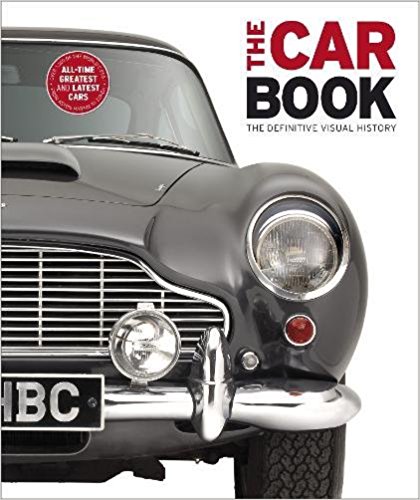 THE
CAR
BOOK
THE DEFINITIVE VISUAL HISTORY
ALL-TIME
GREATEST
AND LATEST
CARS
HBC